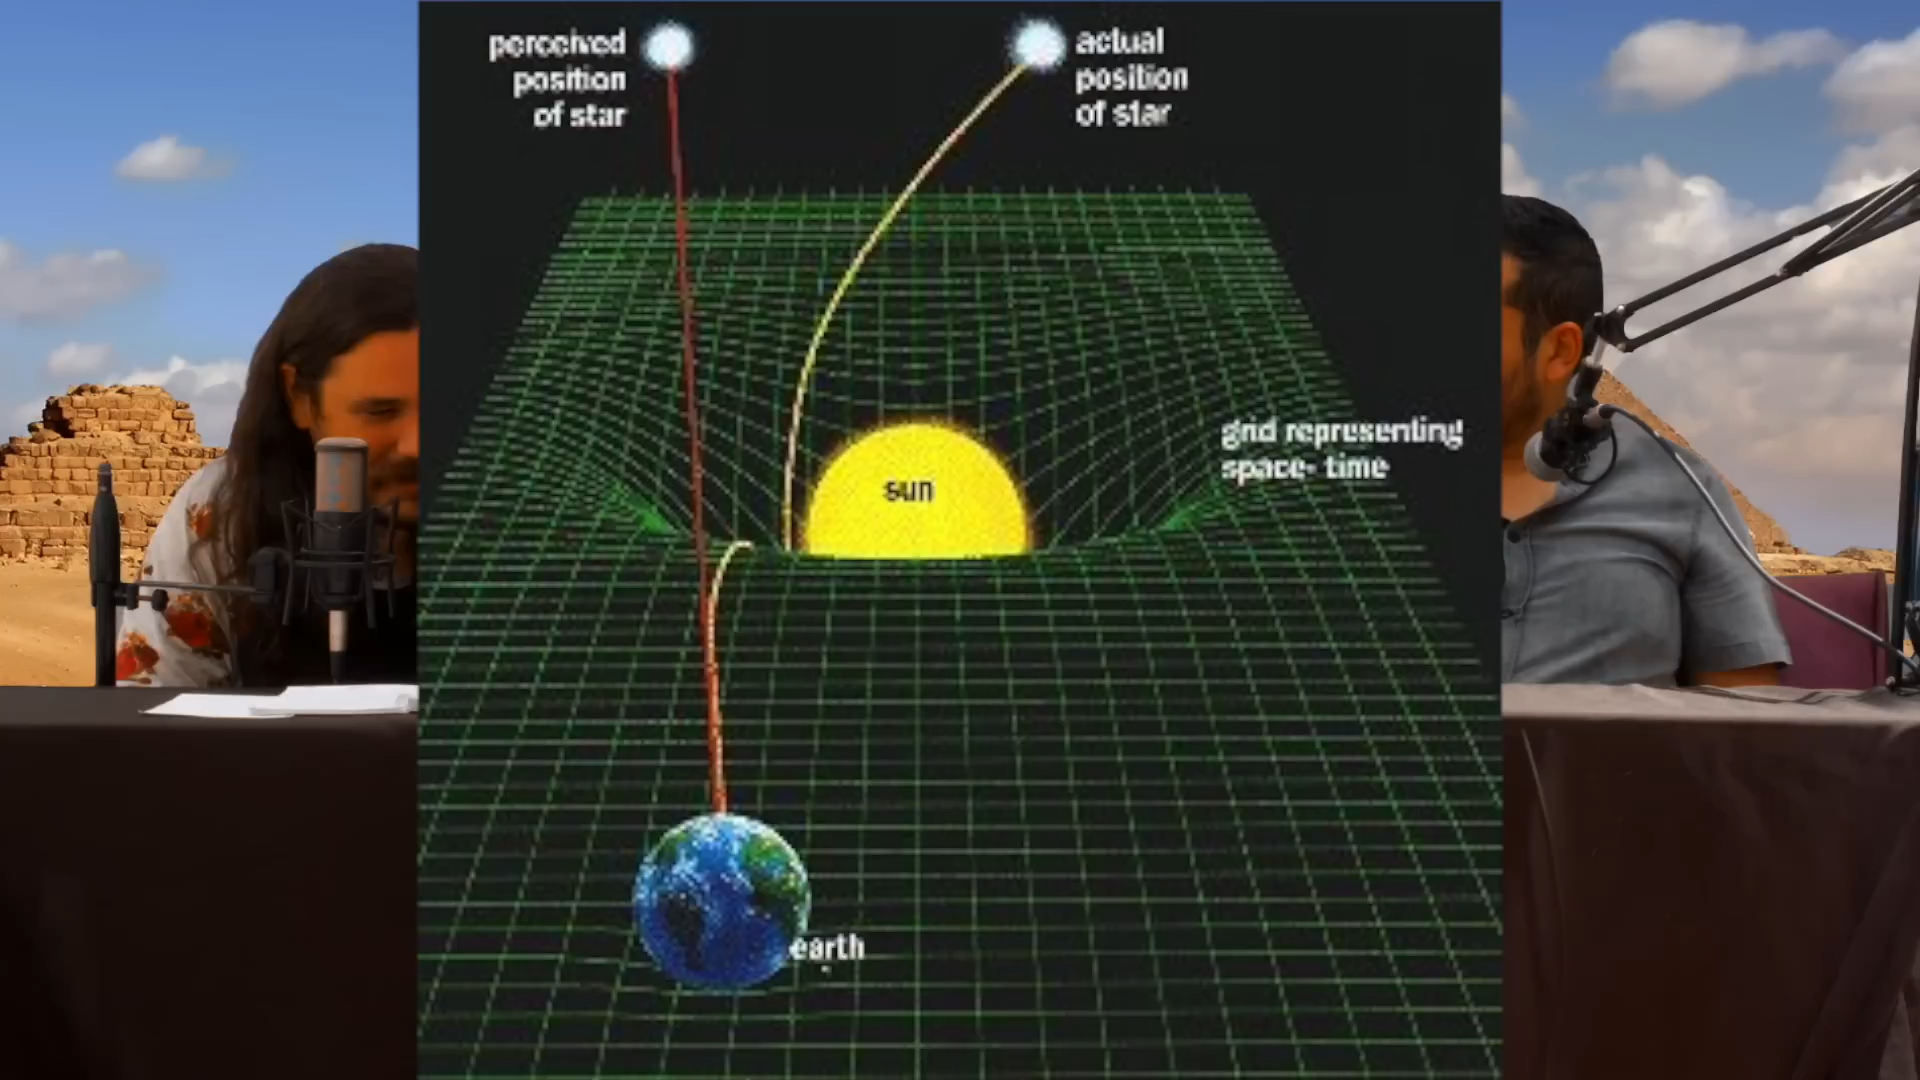 perceived
position
of star
actual
position
of star
grid representing
space- time
sun
earth